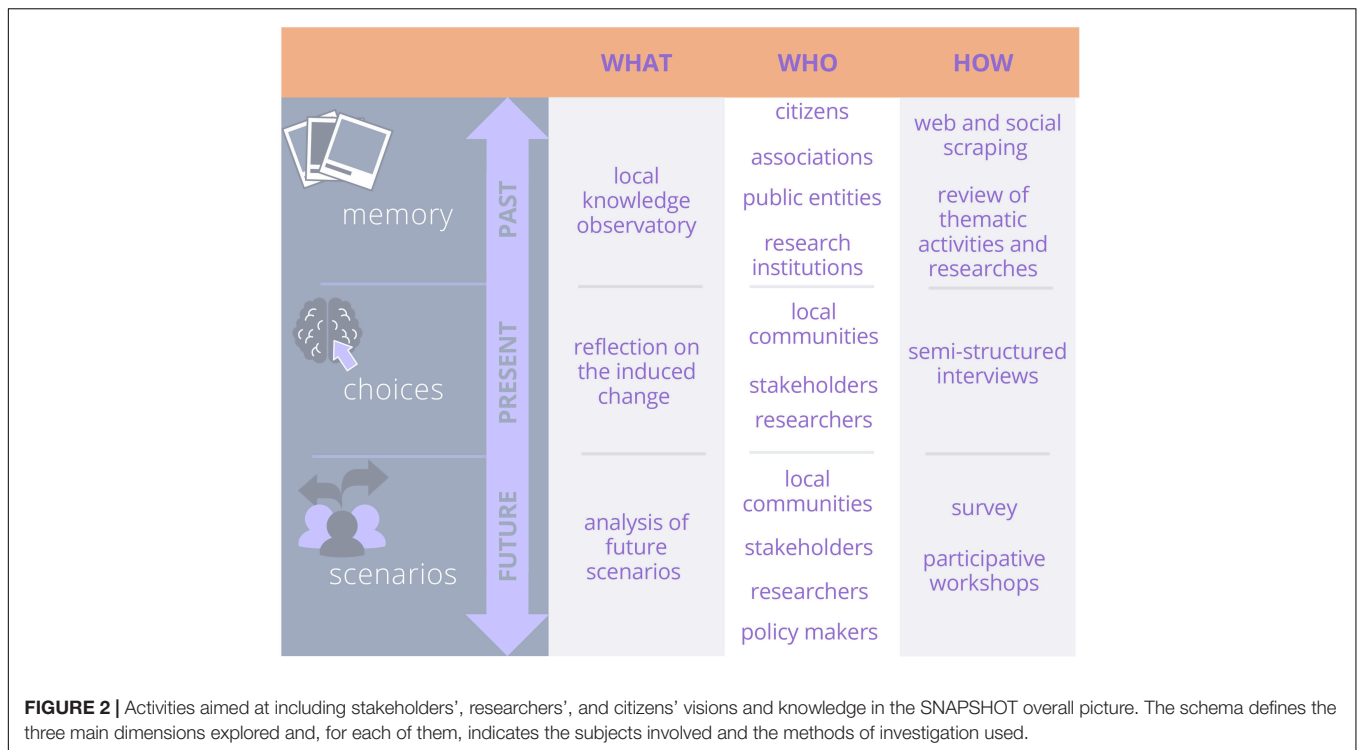 WHAT
WHO
HOW
memory
PAST
local
knowledge
observatory
citizens
associations
public entities
research
institutions
web and social
scraping
review of
thematic
activities and
researches
choices
PRESENT
reflection on
the induced
change
local
communities
stakeholders
researchers
semi-structured
interviews
scenarios
FUTURE
analysis of
future
scenarios
local
communities
stakeholders
researchers
policy makers
survey
participative
workshops
FIGURE 2 | Activities aimed at including stakeholders’, researchers’, and citizens’ visions and knowledge in the SNAPSHOT overall picture. The schema defines the
three main dimensions explored and, for each of them, indicates the subjects involved and the methods of investigation used.